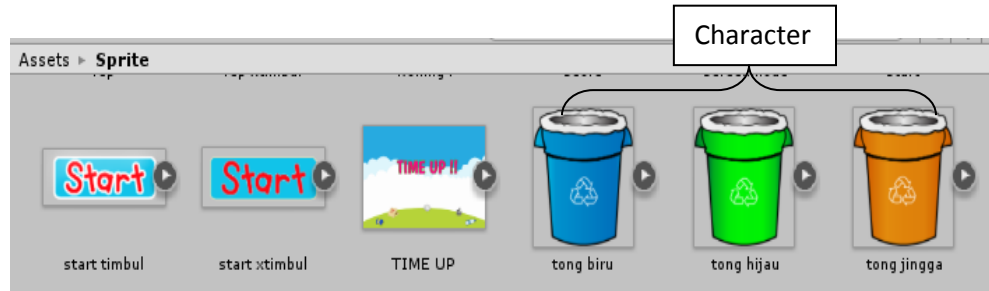 Character
Assets ▸ Sprite
Start
Start
TIME UP !!
start timbul
start xtimbul
TIME UP
tong biru
tong hijau
tong jingga